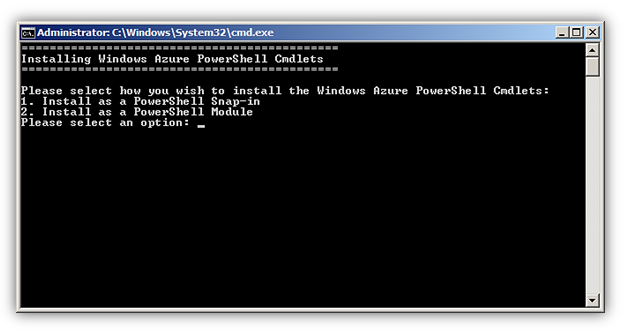 Administrator: C:\Windows\System32\cmd.exe
============================================
Installing Windows Azure PowerShell Cmdlets
============================================
Please select how you wish to install the Windows Azure PowerShell Cmdlets:
1. Install as a PowerShell Snap-in
2. Install as a PowerShell Module
Please select an option: _